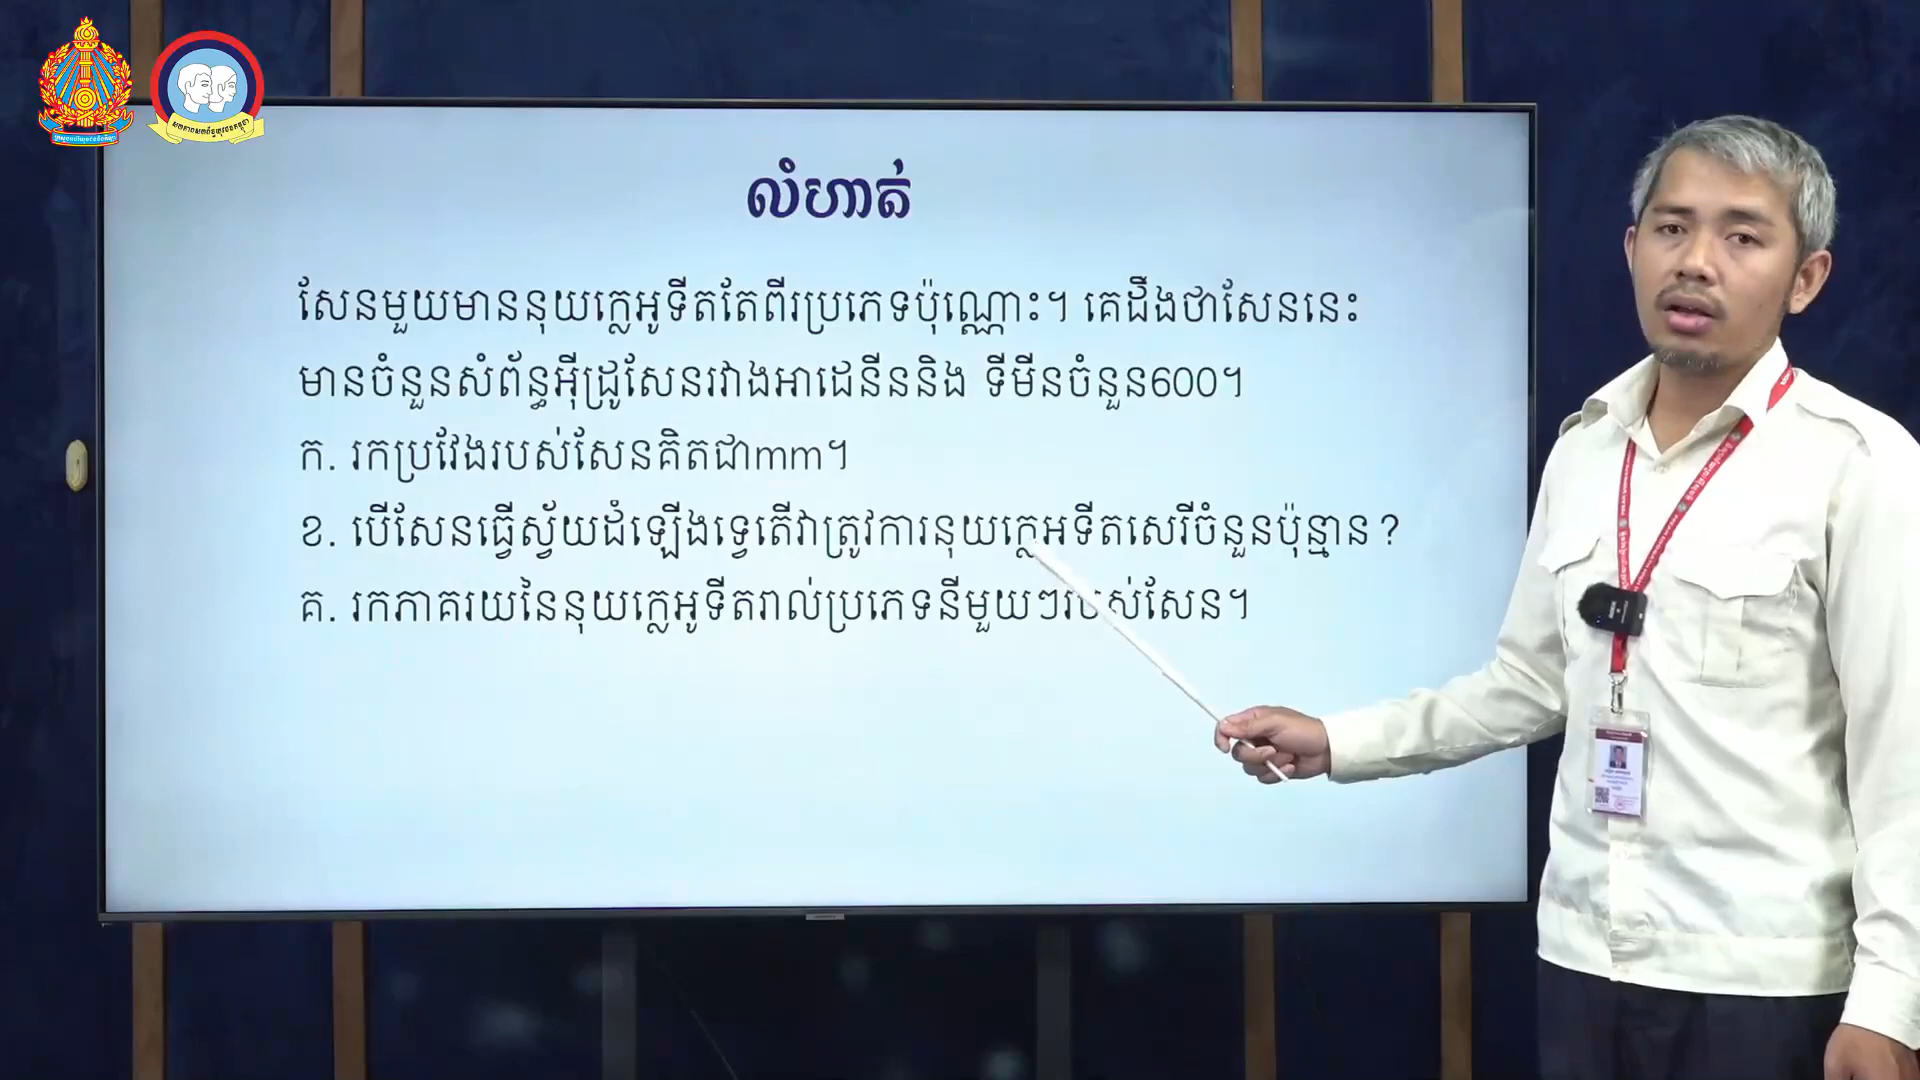 លំហាត់
សែនមួយមាននុយក្លេអូទីតតែពីរប្រភេទប៉ុណ្ណោះ។ គេដឹងថាសែននេះ
មានចំនួនសំព័ន្ធអ៊ីដ្រូសែនរវាងអាដេនីននិង ទីមីនចំនួន600។
ក. រកប្រវែងរបស់សែនគិតជាmm។
ខ. បើសែនធ្វើស្វ័យដំឡើងទ្វេតើវាត្រូវការនុយក្លេអទីតសេរីចំនួនប៉ុន្មាន?
គ. រកភាគរយនៃនុយក្លេអូទីតរាល់ប្រភេទនីមួយៗរបស់សែន។